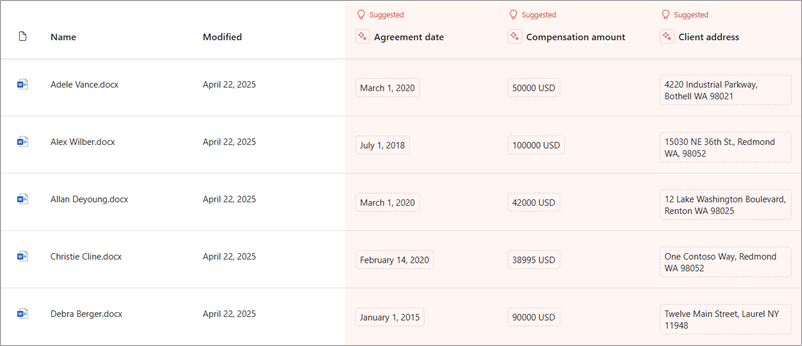 Suggested Suggested Suggested
Name Modified Agreement date Compensation amount Client address
Adele Vance.docx April 22, 2025 March 1, 2020 50000 USD 4220 Industrial Parkway,
Bothell WA 98021
Alex Wilber.docx April 22, 2025 July 1, 2018 100000 USD 15030 NE 36th St., Redmond
WA, 98052
Allan Deyoung.docx April 22, 2025 March 1, 2020 42000 USD 12 Lake Washington Boulevard,
Renton WA 98025
Christie Cline.docx April 22, 2025 February 14, 2020 38995 USD One Contoso Way, Redmond
WA 98052
Debra Berger.docx April 22, 2025 January 1, 2015 90000 USD Twelve Main Street, Laurel NY
11948